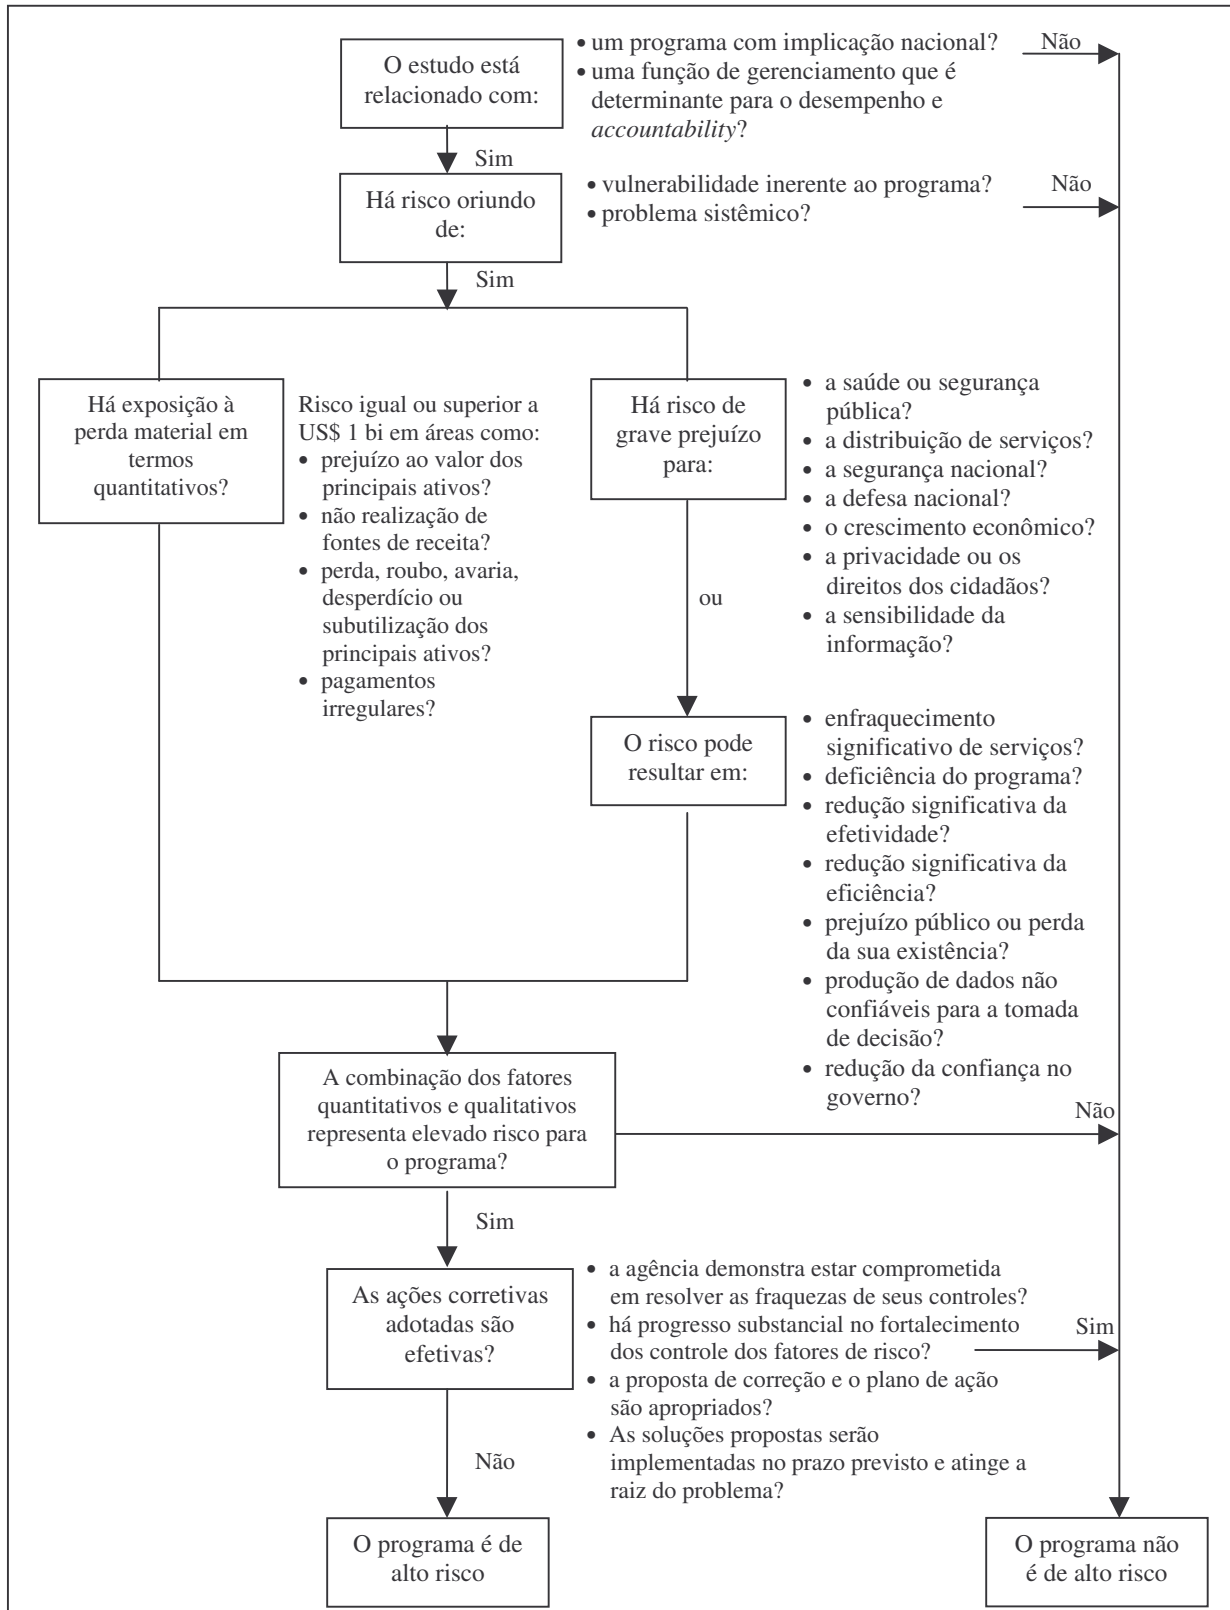 O estudo está
relacionado com:
• um programa com implicação nacional?
• uma função de gerenciamento que é
determinante para o desempenho e
accountability?
Não
Sim
Há risco oriundo
de:
• vulnerabilidade inerente ao programa?
• problema sistêmico?
Não
Sim
Há exposição à
perda material em
termos
quantitativos?
Risco igual ou superior a
US$ 1 bi em áreas como:
• prejuízo ao valor dos
principais ativos?
• não realização de
fontes de receita?
• perda, roubo, avaria,
desperdício ou
subutilização dos
principais ativos?
• pagamentos
irregulares?
Há risco de
grave prejuízo
para:
• a saúde ou segurança
pública?
• a distribuição de serviços?
• a segurança nacional?
• a defesa nacional?
• o crescimento econômico?
• a privacidade ou os
direitos dos cidadãos?
• a sensibilidade da
informação?
ou
O risco pode
resultar em:
• enfraquecimento
significativo de serviços?
• deficiência do programa?
• redução significativa da
efetividade?
• redução significativa da
eficiência?
• prejuízo público ou perda
da sua existência?
• produção de dados não
confiáveis para a tomada
de decisão?
• redução da confiança no
governo?
A combinação dos fatores
quantitativos e qualitativos
representa elevado risco para
o programa?
Não
Sim
As ações corretivas
adotadas são
efetivas?
• a agência demonstra estar comprometida
em resolver as fraquezas de seus controles?
• há progresso substancial no fortalecimento
dos controle dos fatores de risco?
• a proposta de correção e o plano de ação
são apropriados?
• As soluções propostas serão
implementadas no prazo previsto e atinge a
raiz do problema?
Sim
Não
O programa é de
alto risco
O programa não
é de alto risco